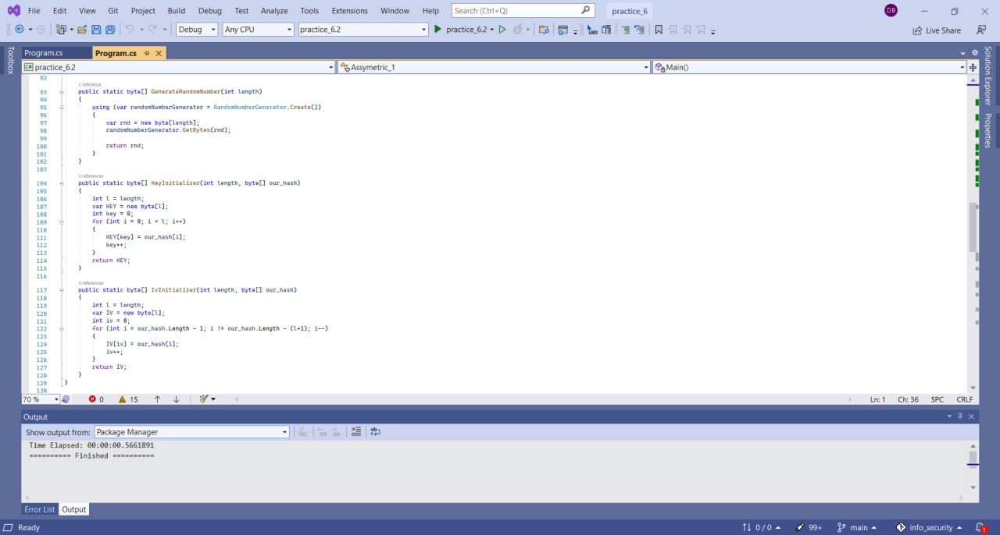 File Edit View Git Project Build Debug Test Analyze Tools Extensions Window Help Search (Ctrl+Q) practice_6 DB
Debug Any CPU practice_6.2 practice_6.2 Live Share
Toolbox
Program.cs Program.cs
Solution Explorer
Properties
C# practice_6.2 Assymetric_1 Main()
92
1 reference
93 public static byte[] GenerateRandomNumber(int length)
94 {
95 using (var randomNumberGenerator = RandomNumberGenerator.Create())
96 {
97 var rnd = new byte[length];
98 randomNumberGenerator.GetBytes(rnd);
99
100 return rnd;
101 }
102 }
103
5 references
104 public static byte[] KeyInitializer(int length, byte[] our_hash)
105 {
106 int l = length;
107 var KEY = new byte[l];
108 int key = 0;
109 for (int i = 0; i < l; i++)
110 {
111 KEY[key] = our_hash[i];
112 key++;
113 }
114 return KEY;
115 }
116
5 references
117 public static byte[] IvInitializer(int length, byte[] our_hash)
118 {
119 int l = length;
120 var IV = new byte[l];
121 int iv = 0;
122 for (int i = our_hash.Length - 1; i != our_hash.Length - (l+1); i--)
123 {
124 IV[iv] = our_hash[i];
125 iv++;
126 }
127 return IV;
128 }
129 }
130
70 % 0 15 Ln: 1 Ch: 36 SPC CRLF
Output
Show output from: Package Manager
Time Elapsed: 00:00:00.5661891
========== Finished ==========
Error List Output
Ready 0 / 0 99+ main info_security 1